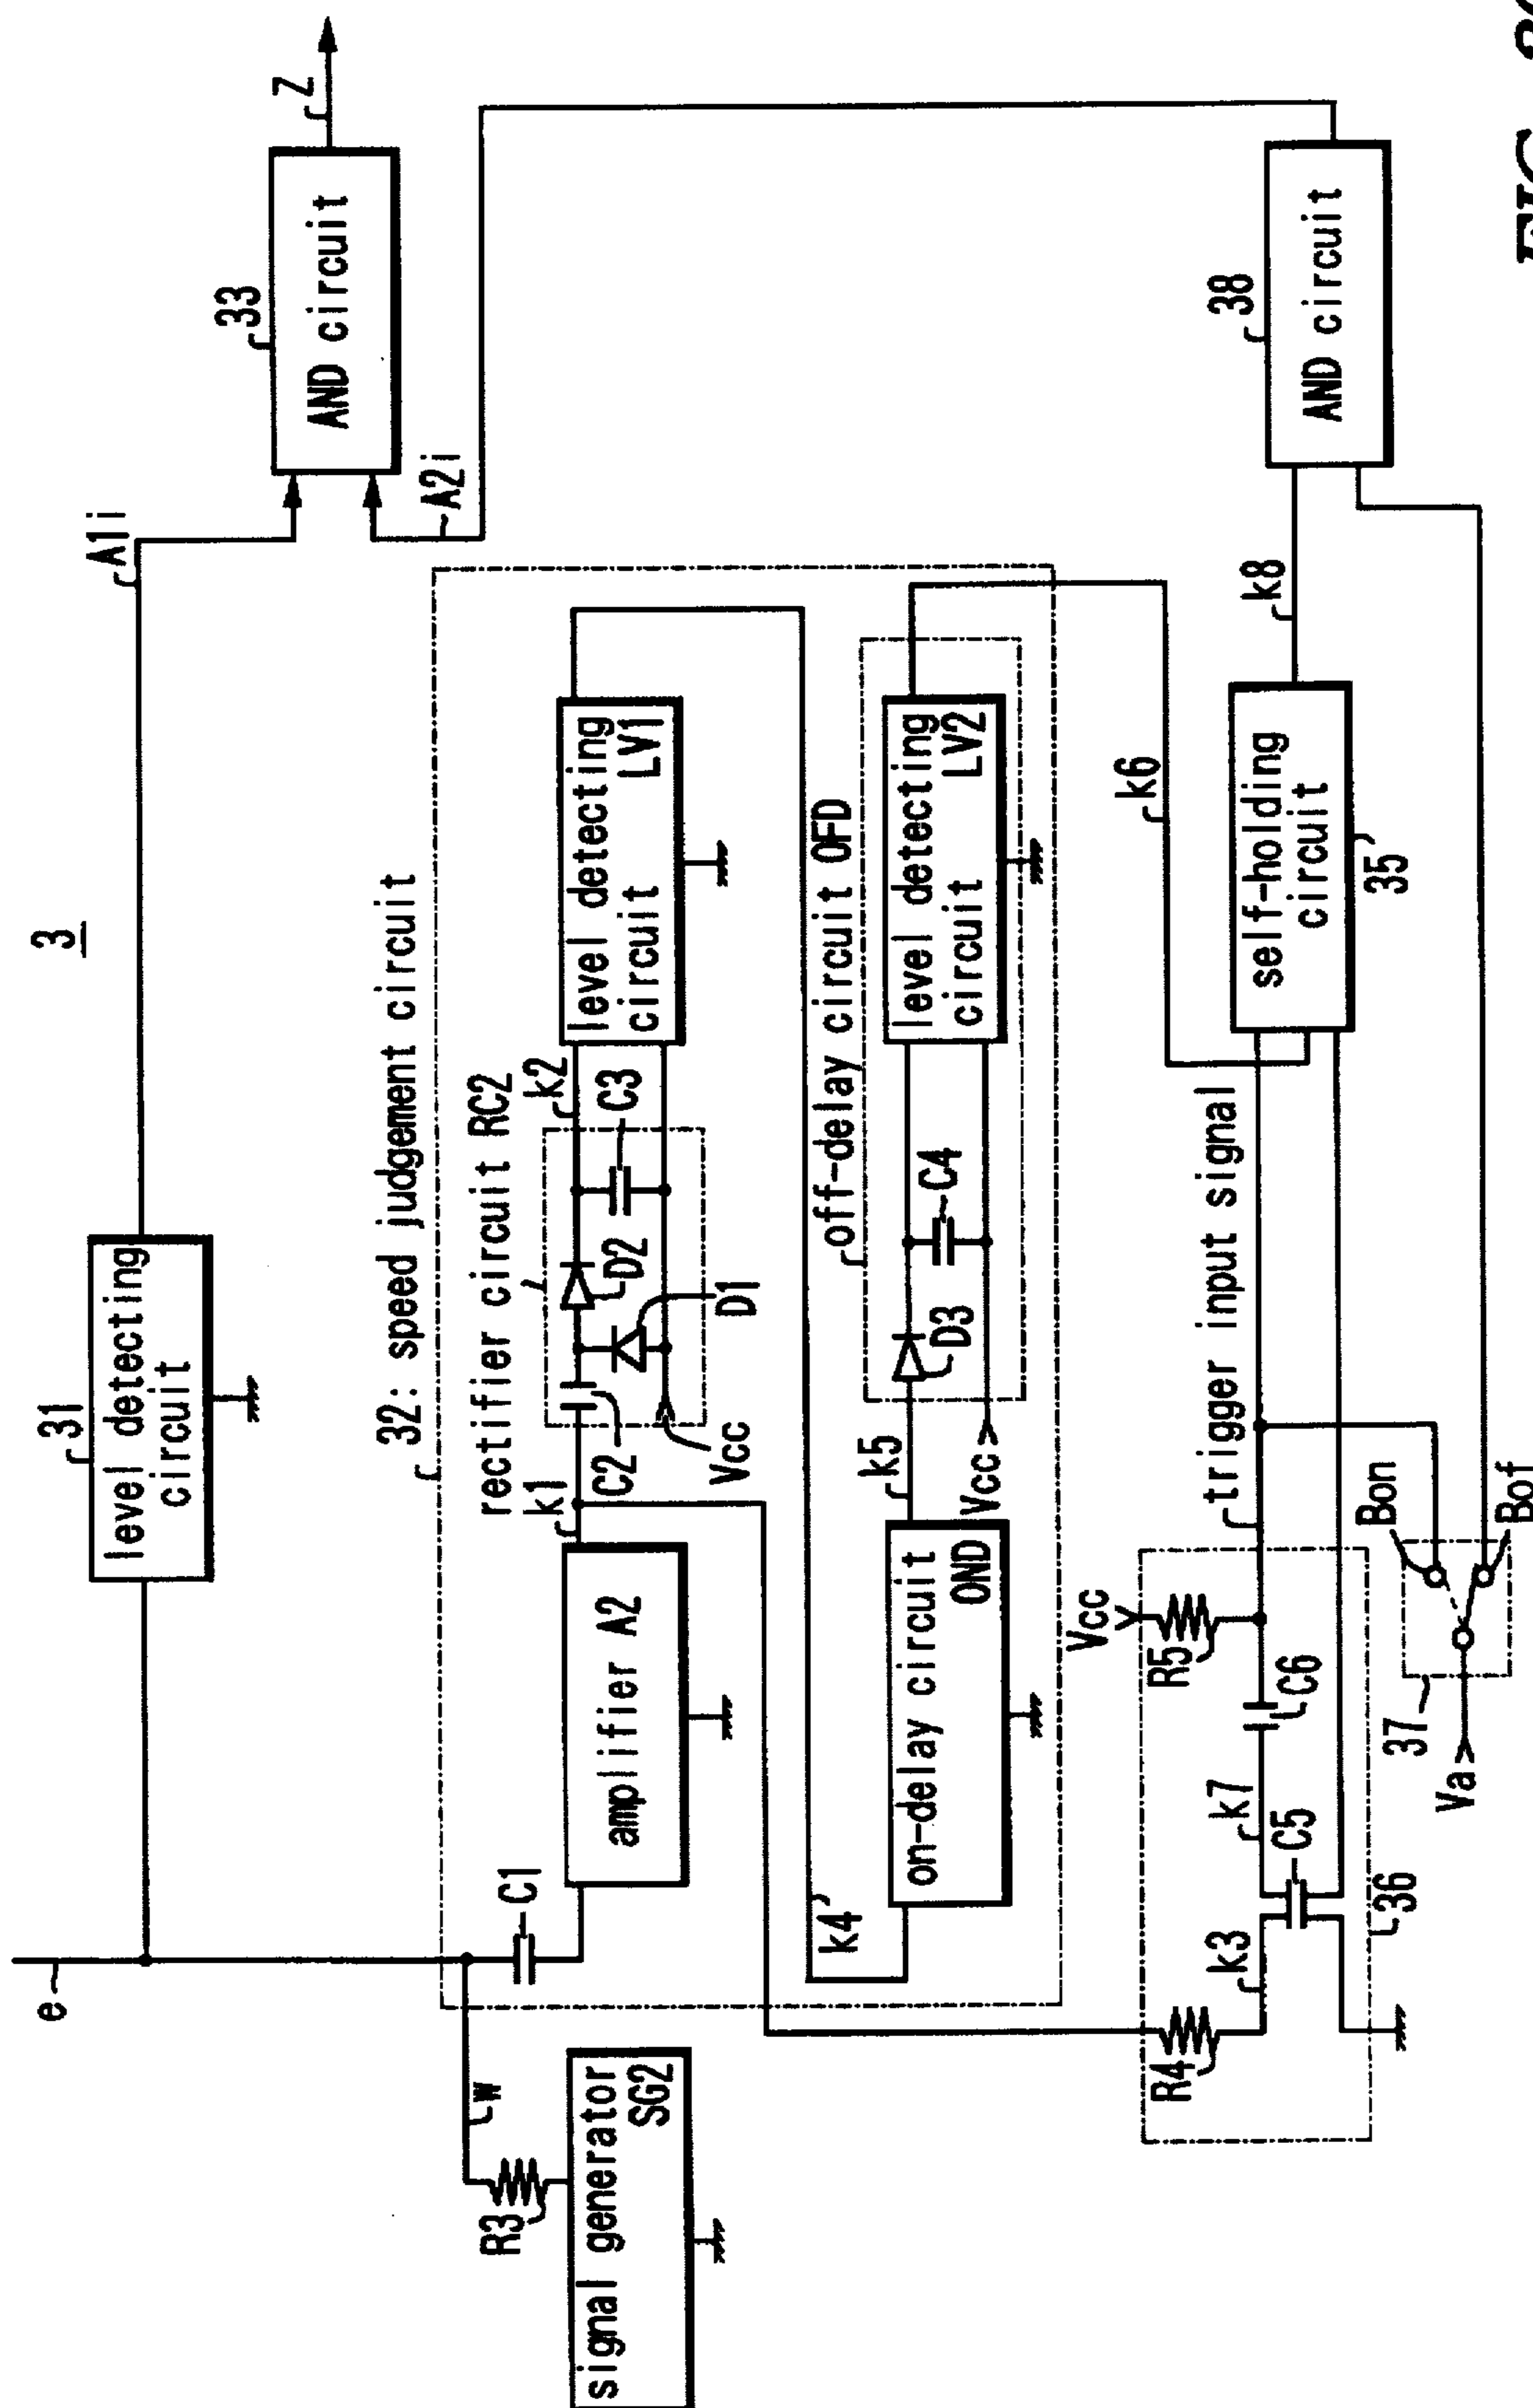 3
e
31
level detecting
circuit
A1i
33
AND circuit
Z
A2i
32: speed judgement circuit
signal generator
SG2
R3
w
C1
amplifier A2
k1
rectifier circuit RC2
C2
Vcc
D1
D2
C3
k2
level detecting
circuit LV1
k4
on-delay circuit
OND
k5
Vcc
off-delay circuit OFD
D3
C4
level detecting
circuit LV2
k6
R4
k3
C5
k7
C6
R5
Vcc
36
trigger input signal
self-holding
circuit
35
k8
38
AND circuit
Va
37
Bon
Bof
FIG.